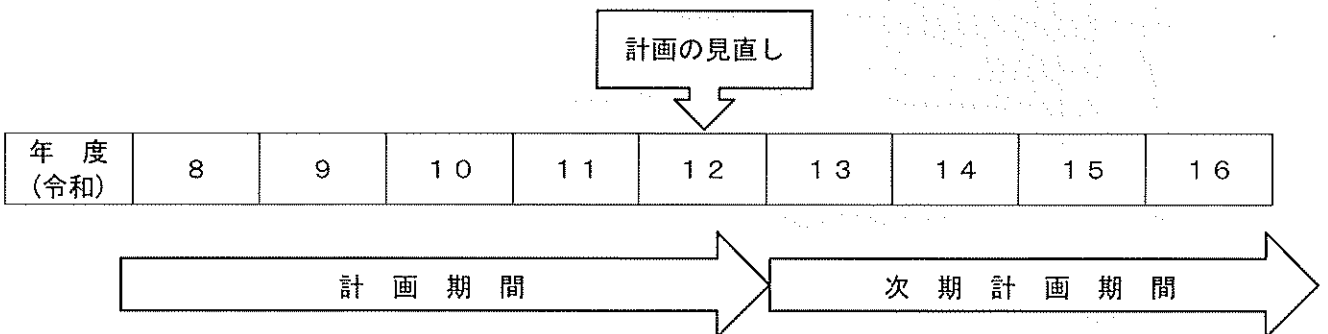 計画の見直し
年 度
(令和)
8 9 10 11 12 13 14 15 16
計 画 期 間
次 期 計 画 期 間